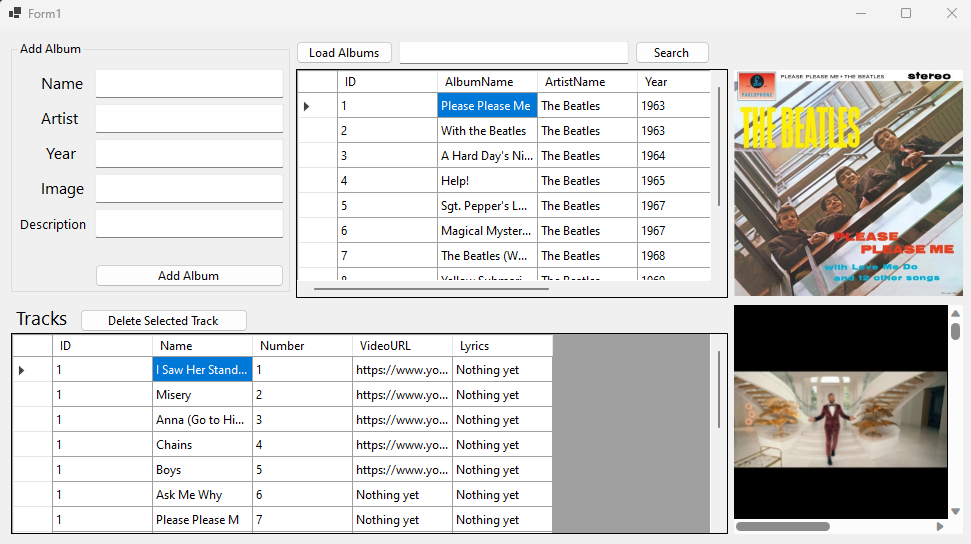 Form1
Add Album
Name
Artist
Year
Image
Description
Add Album
Load Albums
Search
ID AlbumName ArtistName Year
1 Please Please Me The Beatles 1963
2 With the Beatles The Beatles 1963
3 A Hard Day's Ni... The Beatles 1964
4 Help! The Beatles 1965
5 Sgt. Pepper's L... The Beatles 1967
6 Magical Myster... The Beatles 1967
7 The Beatles (W... The Beatles 1968
8 Yellow Submari... The Beatles 1969
PARLOPHONE
PLEASE PLEASE ME • THE BEATLES
stereo
THE BEATLES
PLEASE
PLEASE ME
with Love Me Do
and 12 other songs
Tracks
Delete Selected Track
ID Name Number VideoURL Lyrics
1 I Saw Her Stand... 1 https://www.yo... Nothing yet
1 Misery 2 https://www.yo... Nothing yet
1 Anna (Go to Hi... 3 https://www.yo... Nothing yet
1 Chains 4 https://www.yo... Nothing yet
1 Boys 5 https://www.yo... Nothing yet
1 Ask Me Why 6 Nothing yet Nothing yet
1 Please Please M 7 Nothing yet Nothing yet